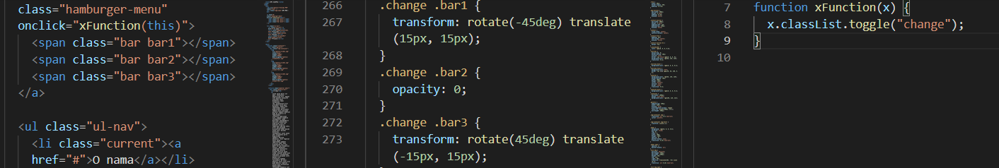 class="hamburger-menu"
onclick="xFunction(this)">
<span class="bar bar1"></span>
<span class="bar bar2"></span>
<span class="bar bar3"></span>
</a>
<ul class="ul-nav">
<li class="current"><a
href="#">O nama</a></li>
266 .change .bar1 {
267 transform: rotate(-45deg) translate
(15px, 15px);
268 }
269 .change .bar2 {
270 opacity: 0;
271 }
272 .change .bar3 {
273 transform: rotate(45deg) translate
(-15px, 15px);
7 function xFunction(x) {
8 x.classList.toggle("change");
9 }
10